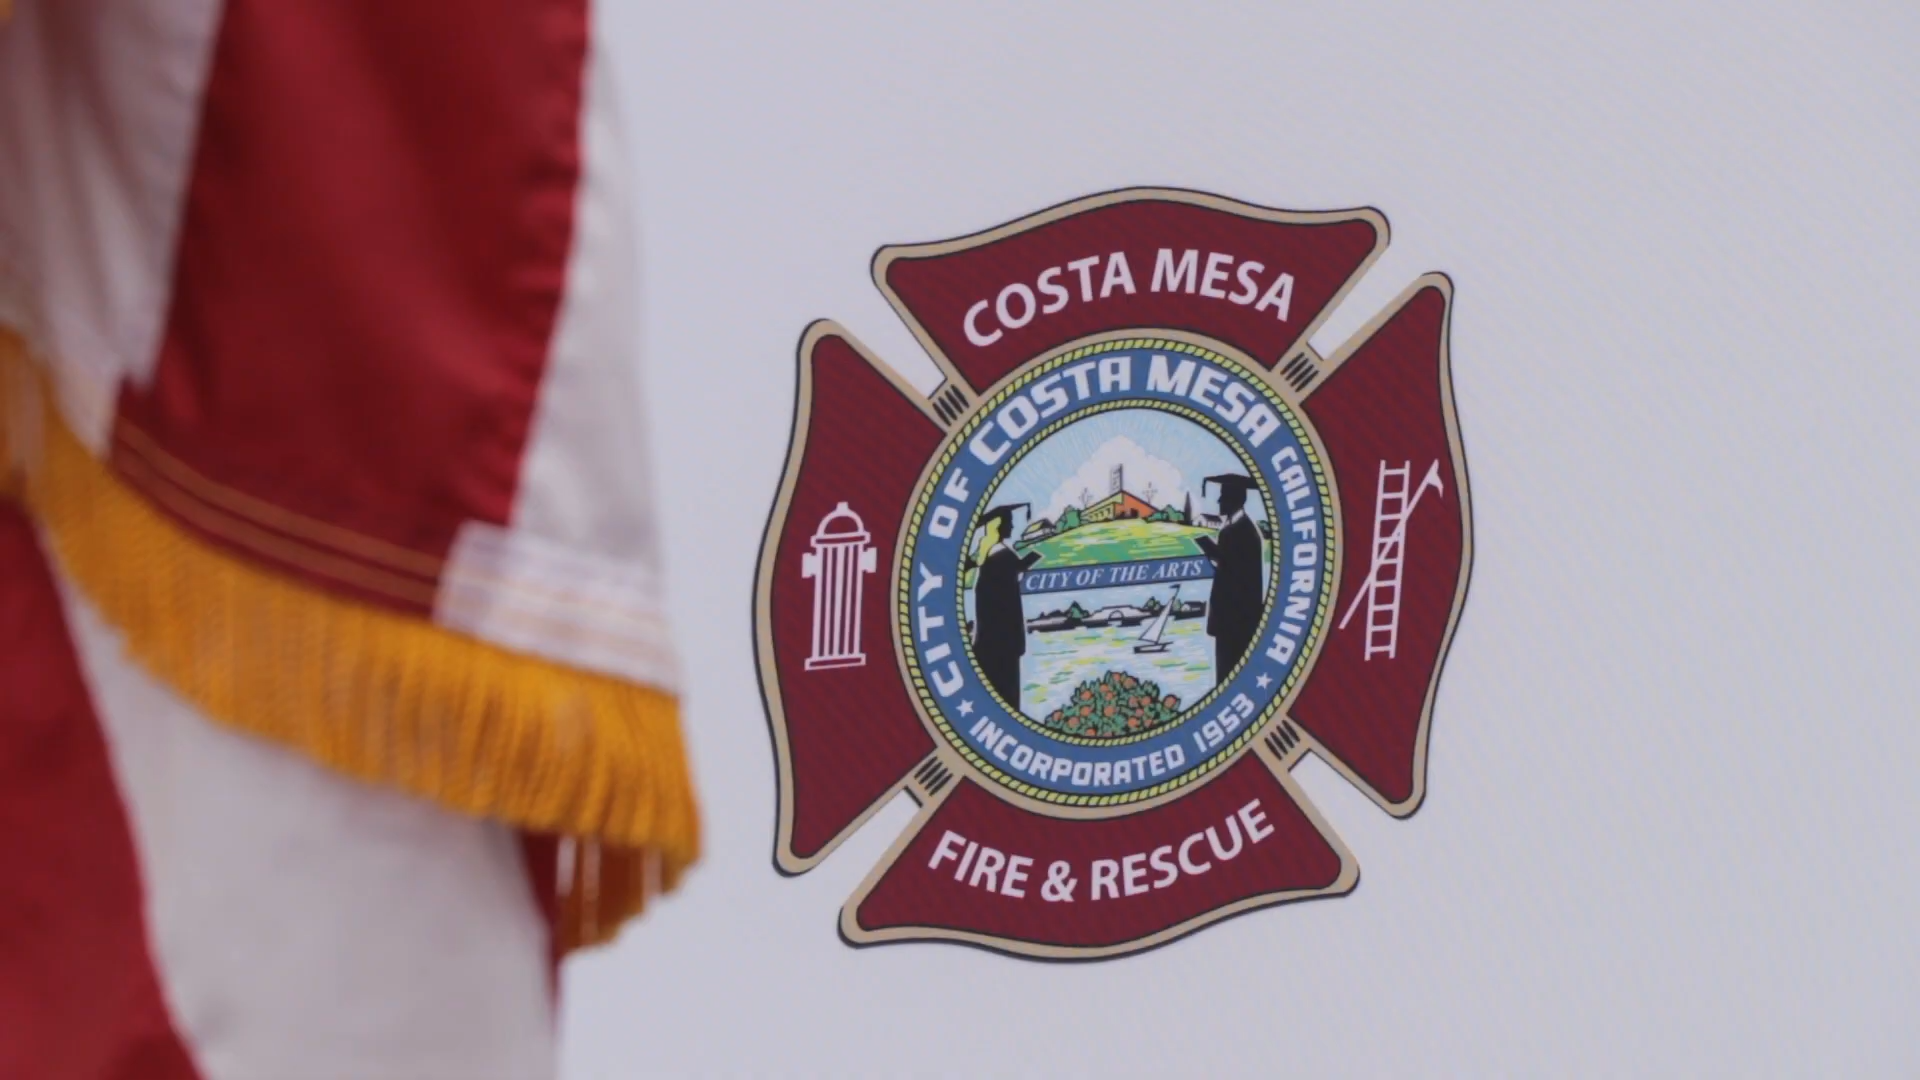 COSTA MESA
CITY OF COSTA MESA CALIFORNIA
CITY OF THE ARTS
INCORPORATED 1953
FIRE & RESCUE